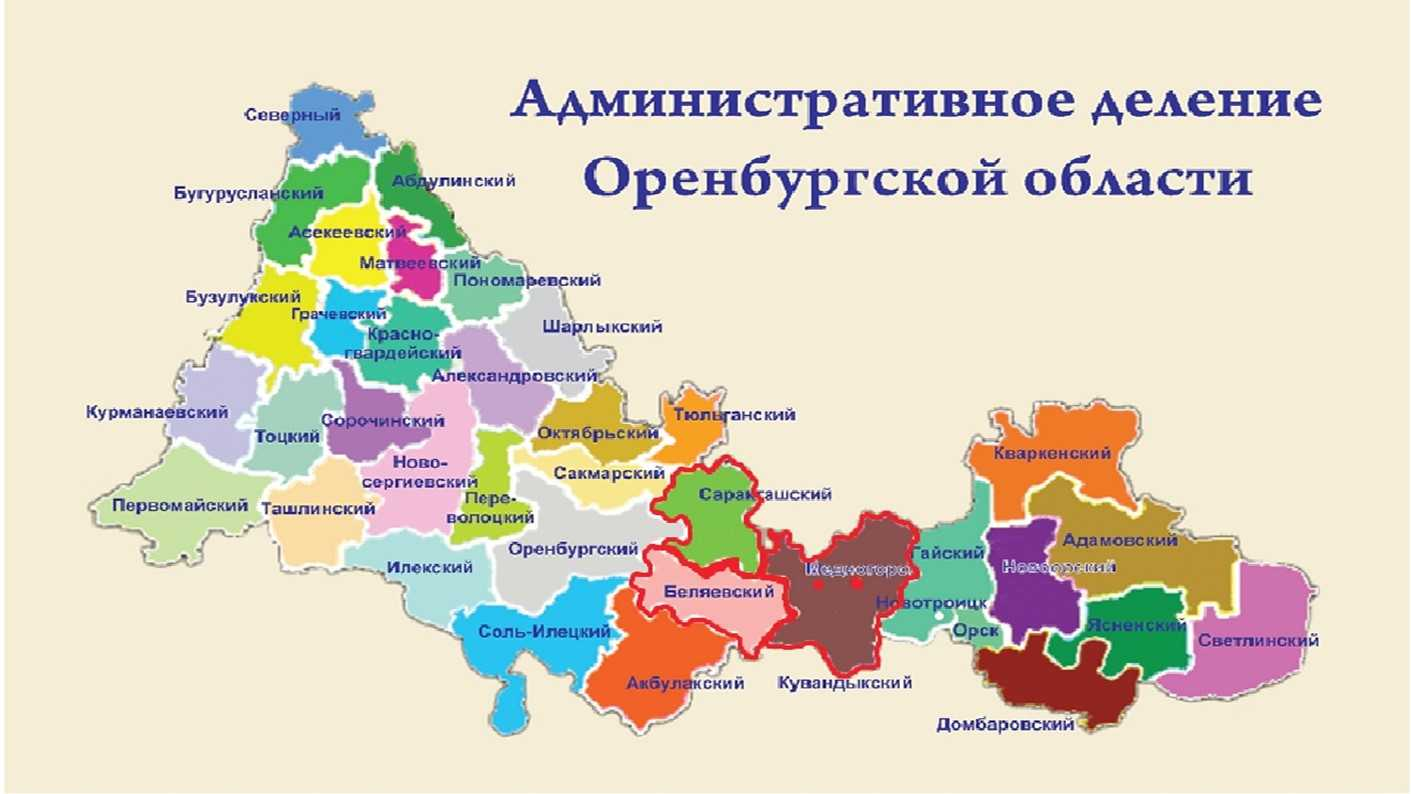 Административное деление
Оренбургской области
Северный
Абдулинский
Бугурусланский
Асекеевский
Матвеевский
Пономаревский
Бузулукский
Грачевский
Шарлыкский
Красно-
гвардейский
Александровский
Курманаевский
Тоцкий
Сорочинский
Октябрьский
Тюльганский
Ново-
сергиевский
Сакмарский
Саракташский
Кваркенский
Первомайский
Ташлинский
Пере-
волоцкий
Оренбургский
Гайский
Адамовский
Илекский
Медногорс
Новоорский
Беляевский
Новотроицк
Орск
Ясненский
Светлинский
Соль-Илецкий
Акбулакский
Кувандыкский
Домбаровский